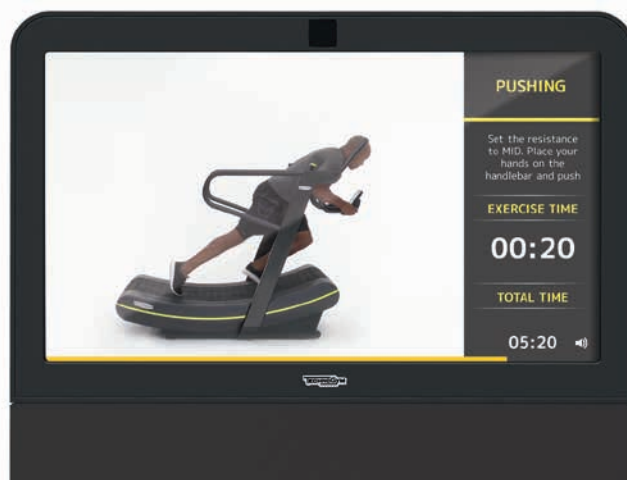 PUSHING
Set the resistance
to MID. Place your
hands on the
handlebar and push
EXERCISE TIME
00:20
TOTAL TIME
05:20
TECHNOGYM